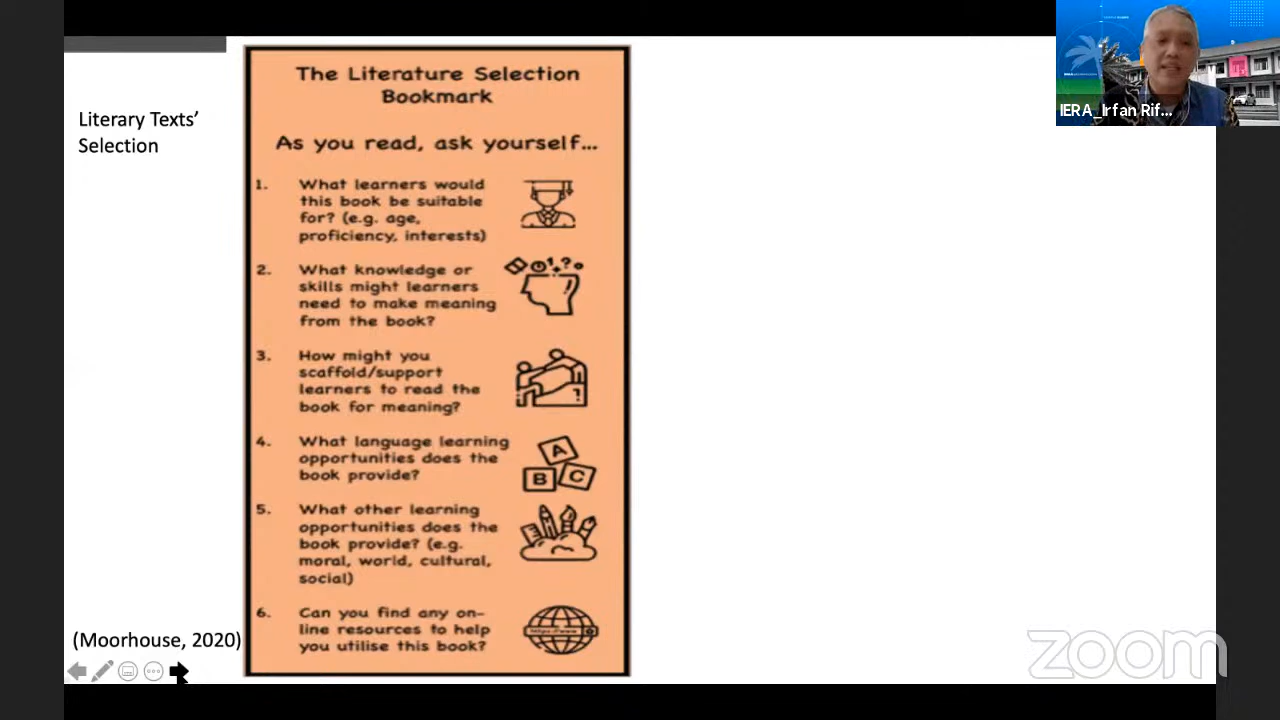 Literary Texts'
Selection
The Literature Selection
Bookmark
As you read, ask yourself...
1. What learners would
this book be suitable
for? (e.g. age,
proficiency, interests)
2. What knowledge or
skills might learners
need to make meaning
from the book?
3. How might you
scaffold/support
learners to read the
book for meaning?
4. What language learning
opportunities does the
book provide?
A
B C
5. What other learning
opportunities does the
book provide? (e.g.
moral, world, cultural,
social)
6. Can you find any on-
line resources to help
you utilise this book?
(Moorhouse, 2020)
IERA_Irfan Rif...
zoom